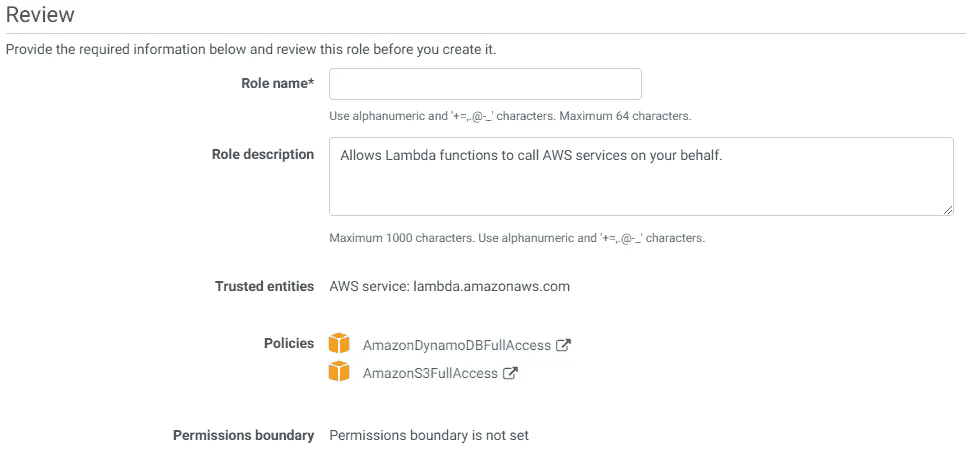 Review
Provide the required information below and review this role before you create it.
Role name*
Use alphanumeric and '+=,.@-_' characters. Maximum 64 characters.
Role description Allows Lambda functions to call AWS services on your behalf.
Maximum 1000 characters. Use alphanumeric and '+=,.@-_' characters.
Trusted entities AWS service: lambda.amazonaws.com
Policies AmazonDynamoDBFullAccess
AmazonS3FullAccess
Permissions boundary Permissions boundary is not set